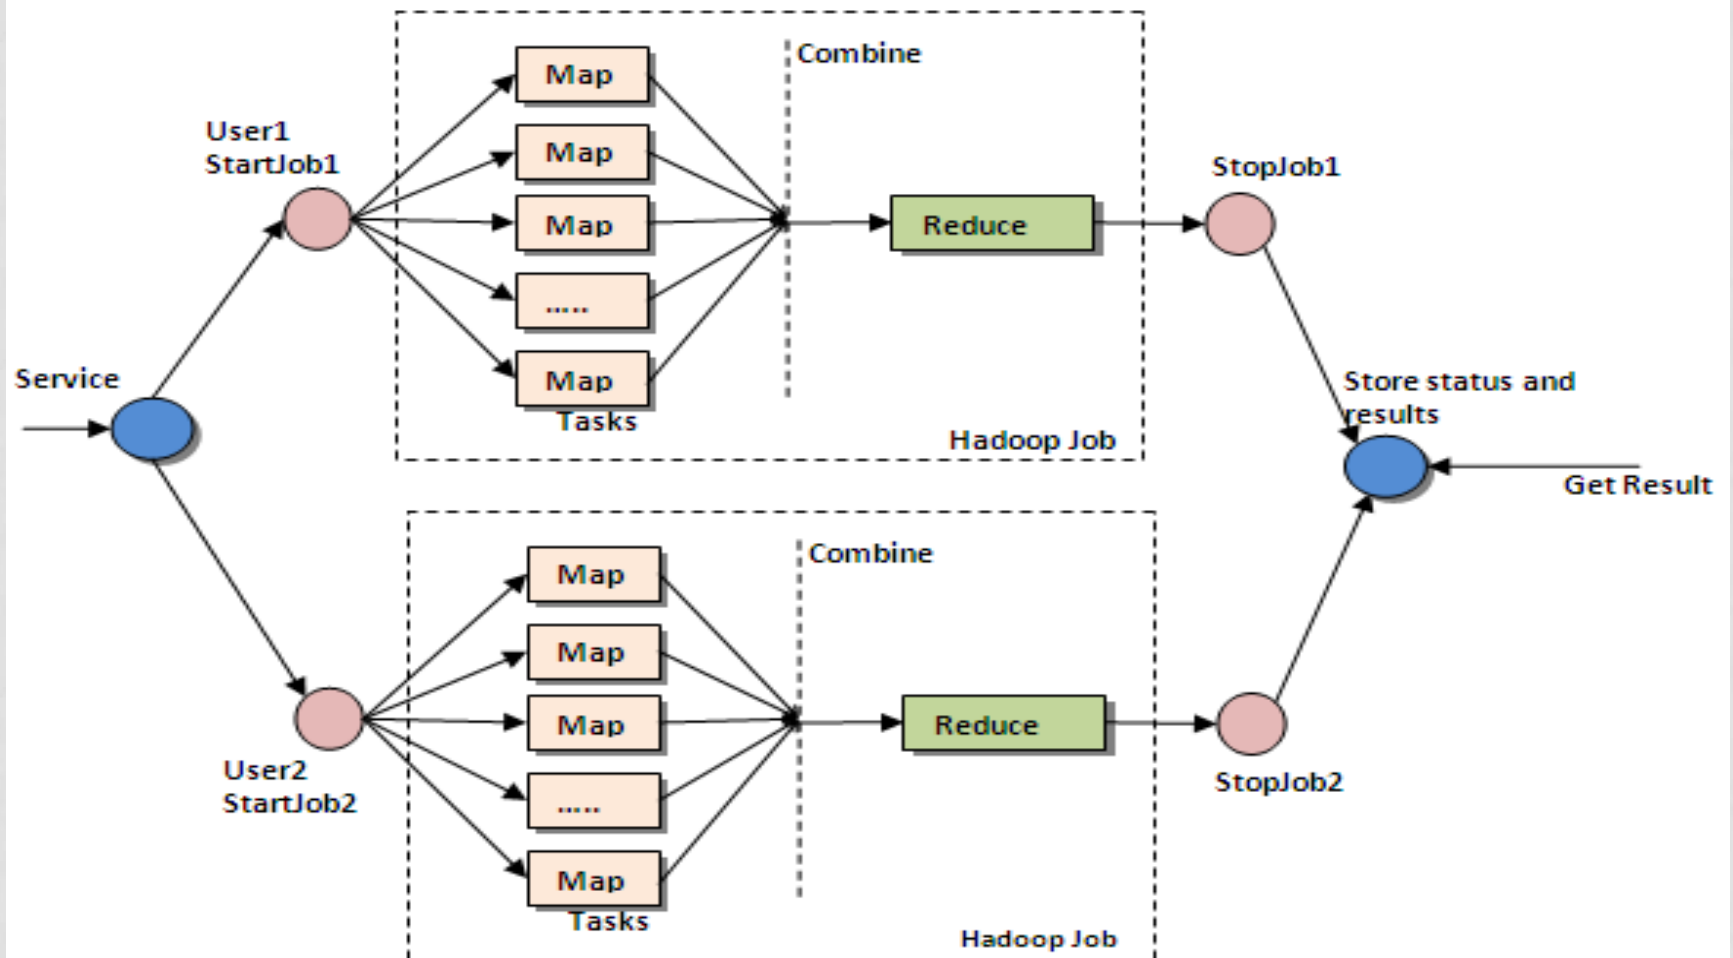 Combine
Map
Map
Map
.....
Map
Tasks
User1
StartJob1
Reduce
StopJob1
Hadoop Job
Service
Store status and
results
Get Result
Combine
Map
Map
Map
.....
Map
Tasks
User2
StartJob2
Reduce
StopJob2
Hadoop Job